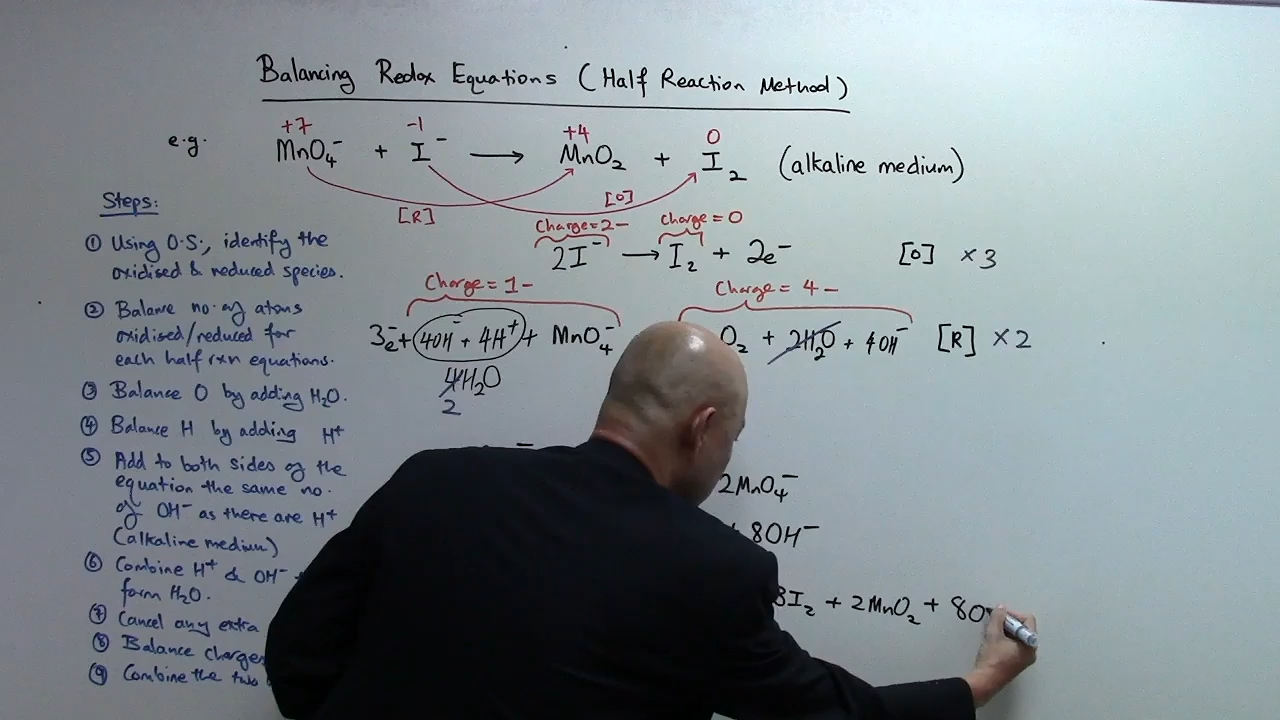 Balancing Redox Equations (Half Reaction Method)
+7 -1 +4 0
e.g. MnO₄⁻ + I⁻ → MnO₂ + I₂ (alkaline medium)
[R] [O]
Charge = 2- charge = 0
2I⁻ → I₂ + 2e⁻ [O] ×3
Charge = 1- Charge = 4-
3e⁻ + 4OH⁻ + 4H⁺ + MnO₄⁻ O₂ + 2H₂O + 4OH⁻ [R] ×2
4H₂O
2
2MnO₄⁻
+ 8OH⁻
3I₂ + 2MnO₂ + 8O
Steps:
① Using O.S., identify the
oxidised & reduced species.
② Balance no. of atoms
oxidised/reduced for
each half rxn equations.
③ Balance O by adding H₂O.
④ Balance H by adding H⁺
⑤ Add to both sides of the
equation the same no.
of OH⁻ as there are H⁺
(alkaline medium)
⑥ Combine H⁺ & OH⁻
form H₂O.
⑦ Cancel any extra
⑧ Balance charges
⑨ Combine the two